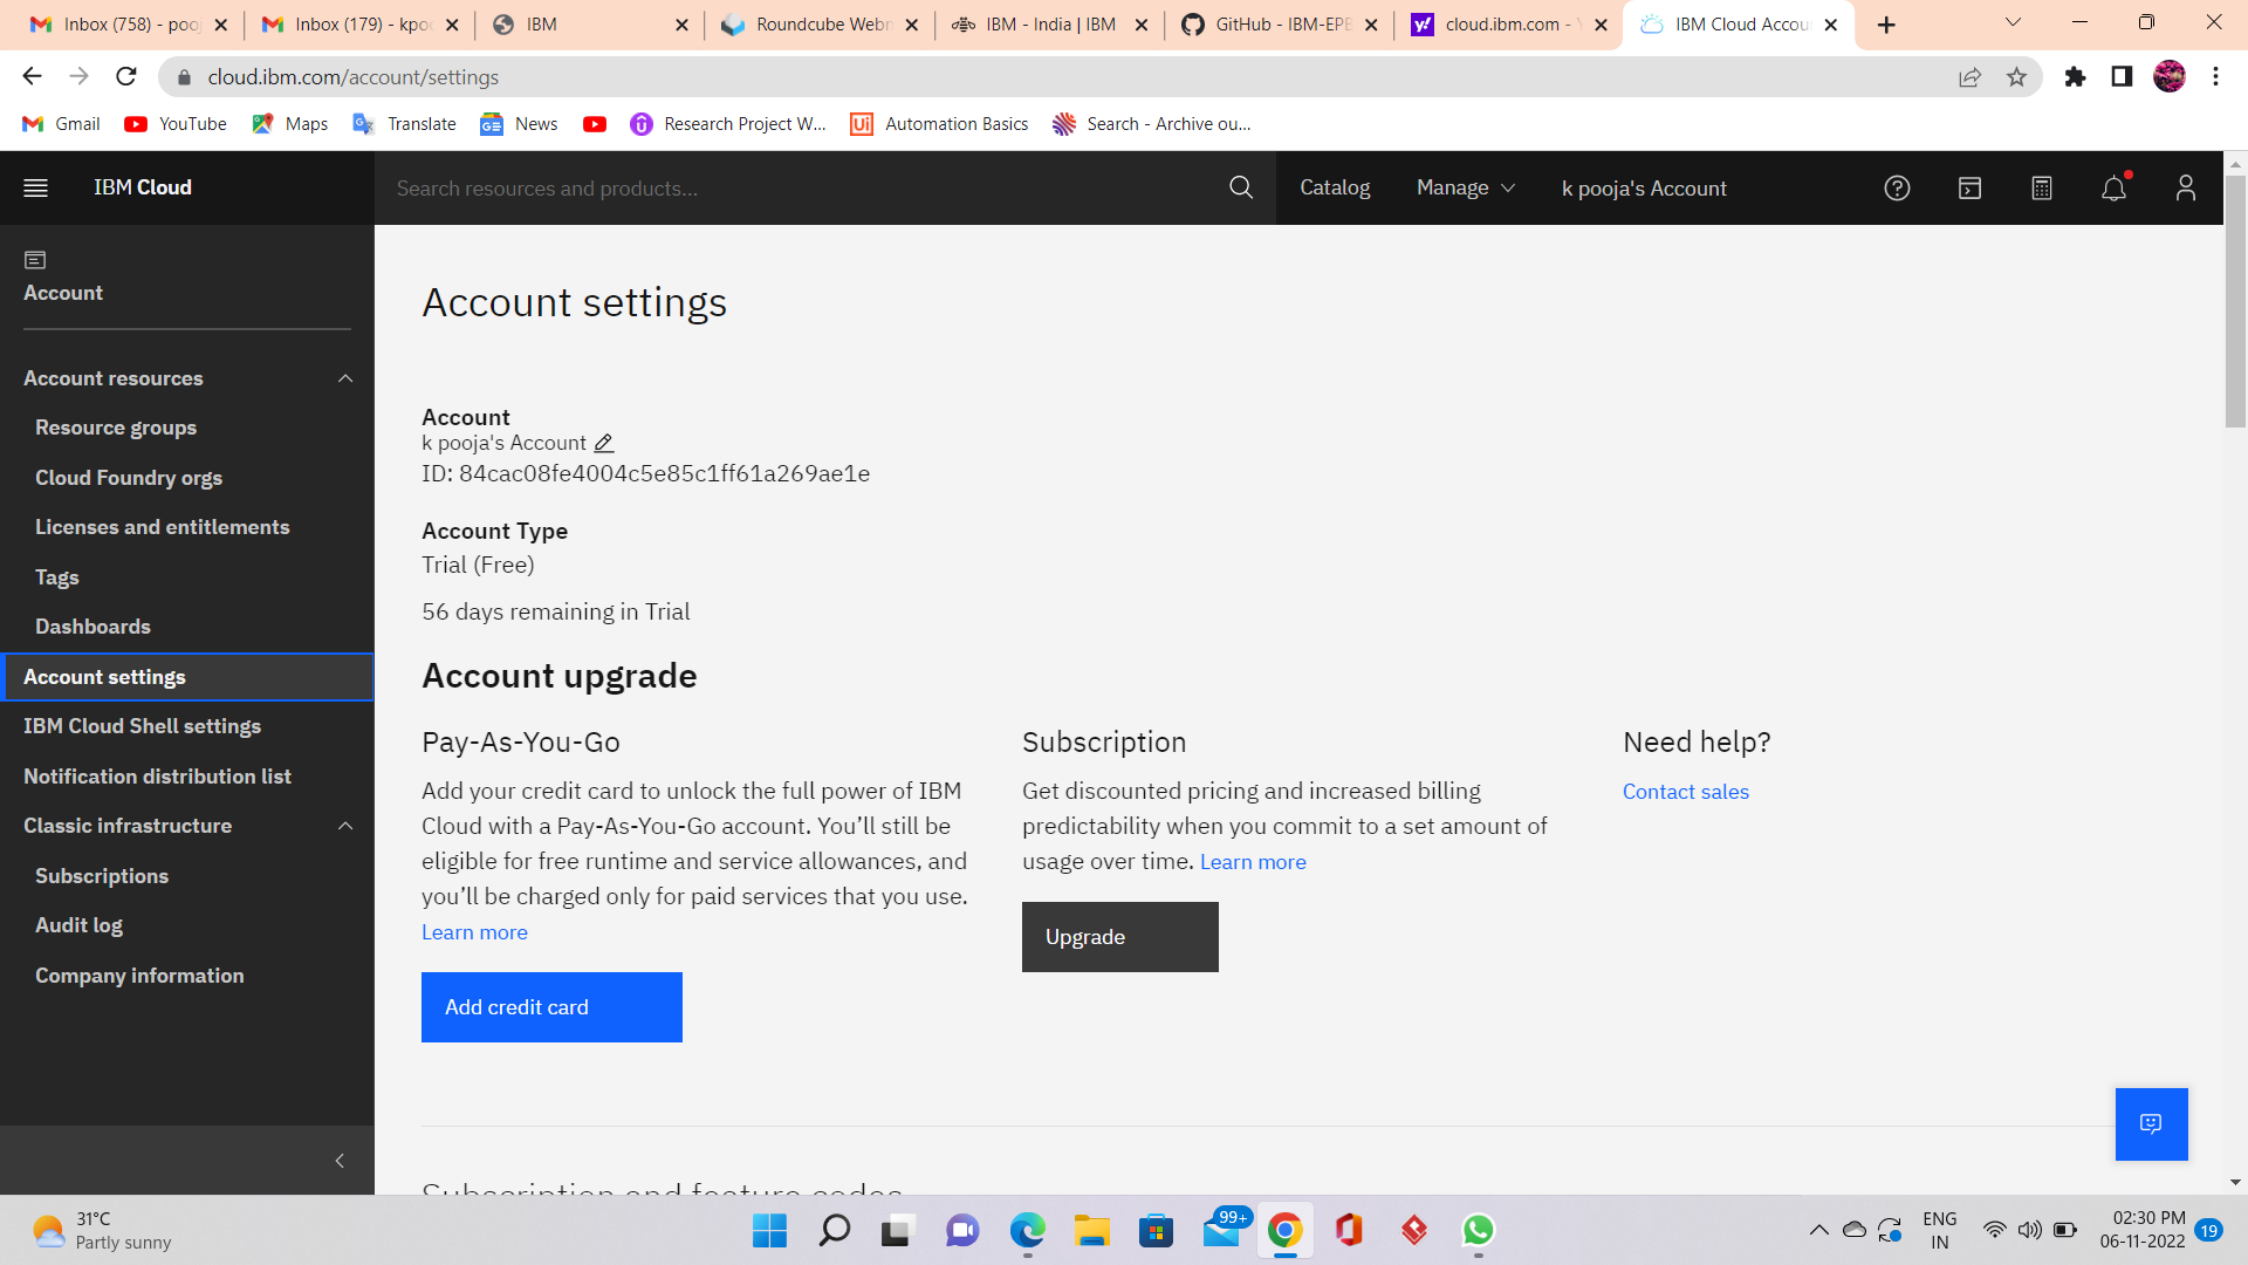 Inbox (758) - pooj
Inbox (179) - kpoo
IBM
Roundcube Webm
IBM - India | IBM
GitHub - IBM-EPB
cloud.ibm.com - Y
IBM Cloud Accou
cloud.ibm.com/account/settings
Gmail
YouTube
Maps
Translate
News
Research Project W...
Automation Basics
Search - Archive ou...
IBM Cloud
Search resources and products...
Catalog
Manage
k pooja's Account
Account
Account resources
Resource groups
Cloud Foundry orgs
Licenses and entitlements
Tags
Dashboards
Account settings
IBM Cloud Shell settings
Notification distribution list
Classic infrastructure
Subscriptions
Audit log
Company information
Account settings
Account
k pooja's Account
ID: 84cac08fe4004c5e85c1ff61a269ae1e
Account Type
Trial (Free)
56 days remaining in Trial
Account upgrade
Pay-As-You-Go
Add your credit card to unlock the full power of IBM
Cloud with a Pay-As-You-Go account. You’ll still be
eligible for free runtime and service allowances, and
you’ll be charged only for paid services that you use.
Learn more
Add credit card
Subscription
Get discounted pricing and increased billing
predictability when you commit to a set amount of
usage over time. Learn more
Upgrade
Need help?
Contact sales
Subscription and feature codes
31°C
Partly sunny
99+
ENG
IN
02:30 PM
06-11-2022
19